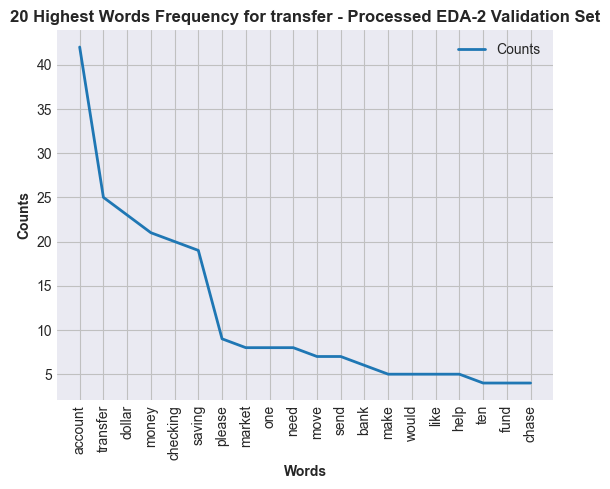 20 Highest Words Frequency for transfer - Processed EDA-2 Validation Set
Counts
40
35
30
25
20
15
10
5
Counts
account
transfer
dollar
money
checking
saving
please
market
one
need
move
send
bank
make
would
like
help
ten
fund
chase
Words